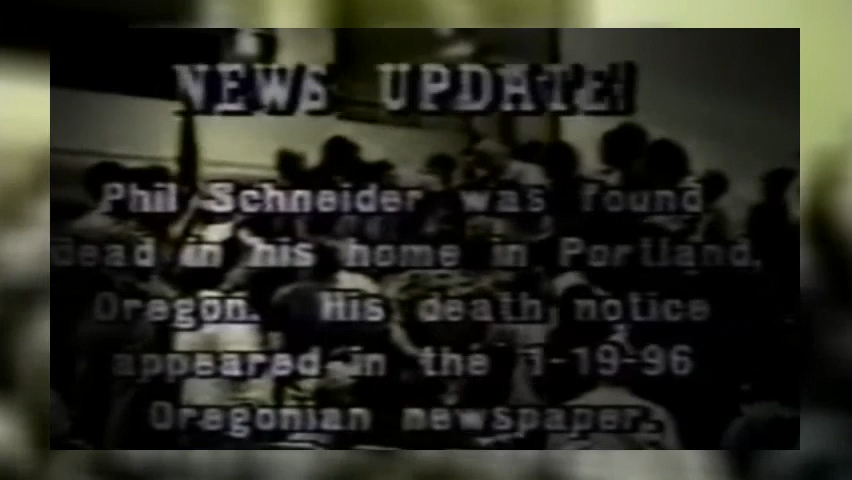 NEWS UPDATE!
Phil Schneider was found
dead in his home in Portland,
Oregon. His death notice
appeared in the 1-19-96
Oregonian newspaper.